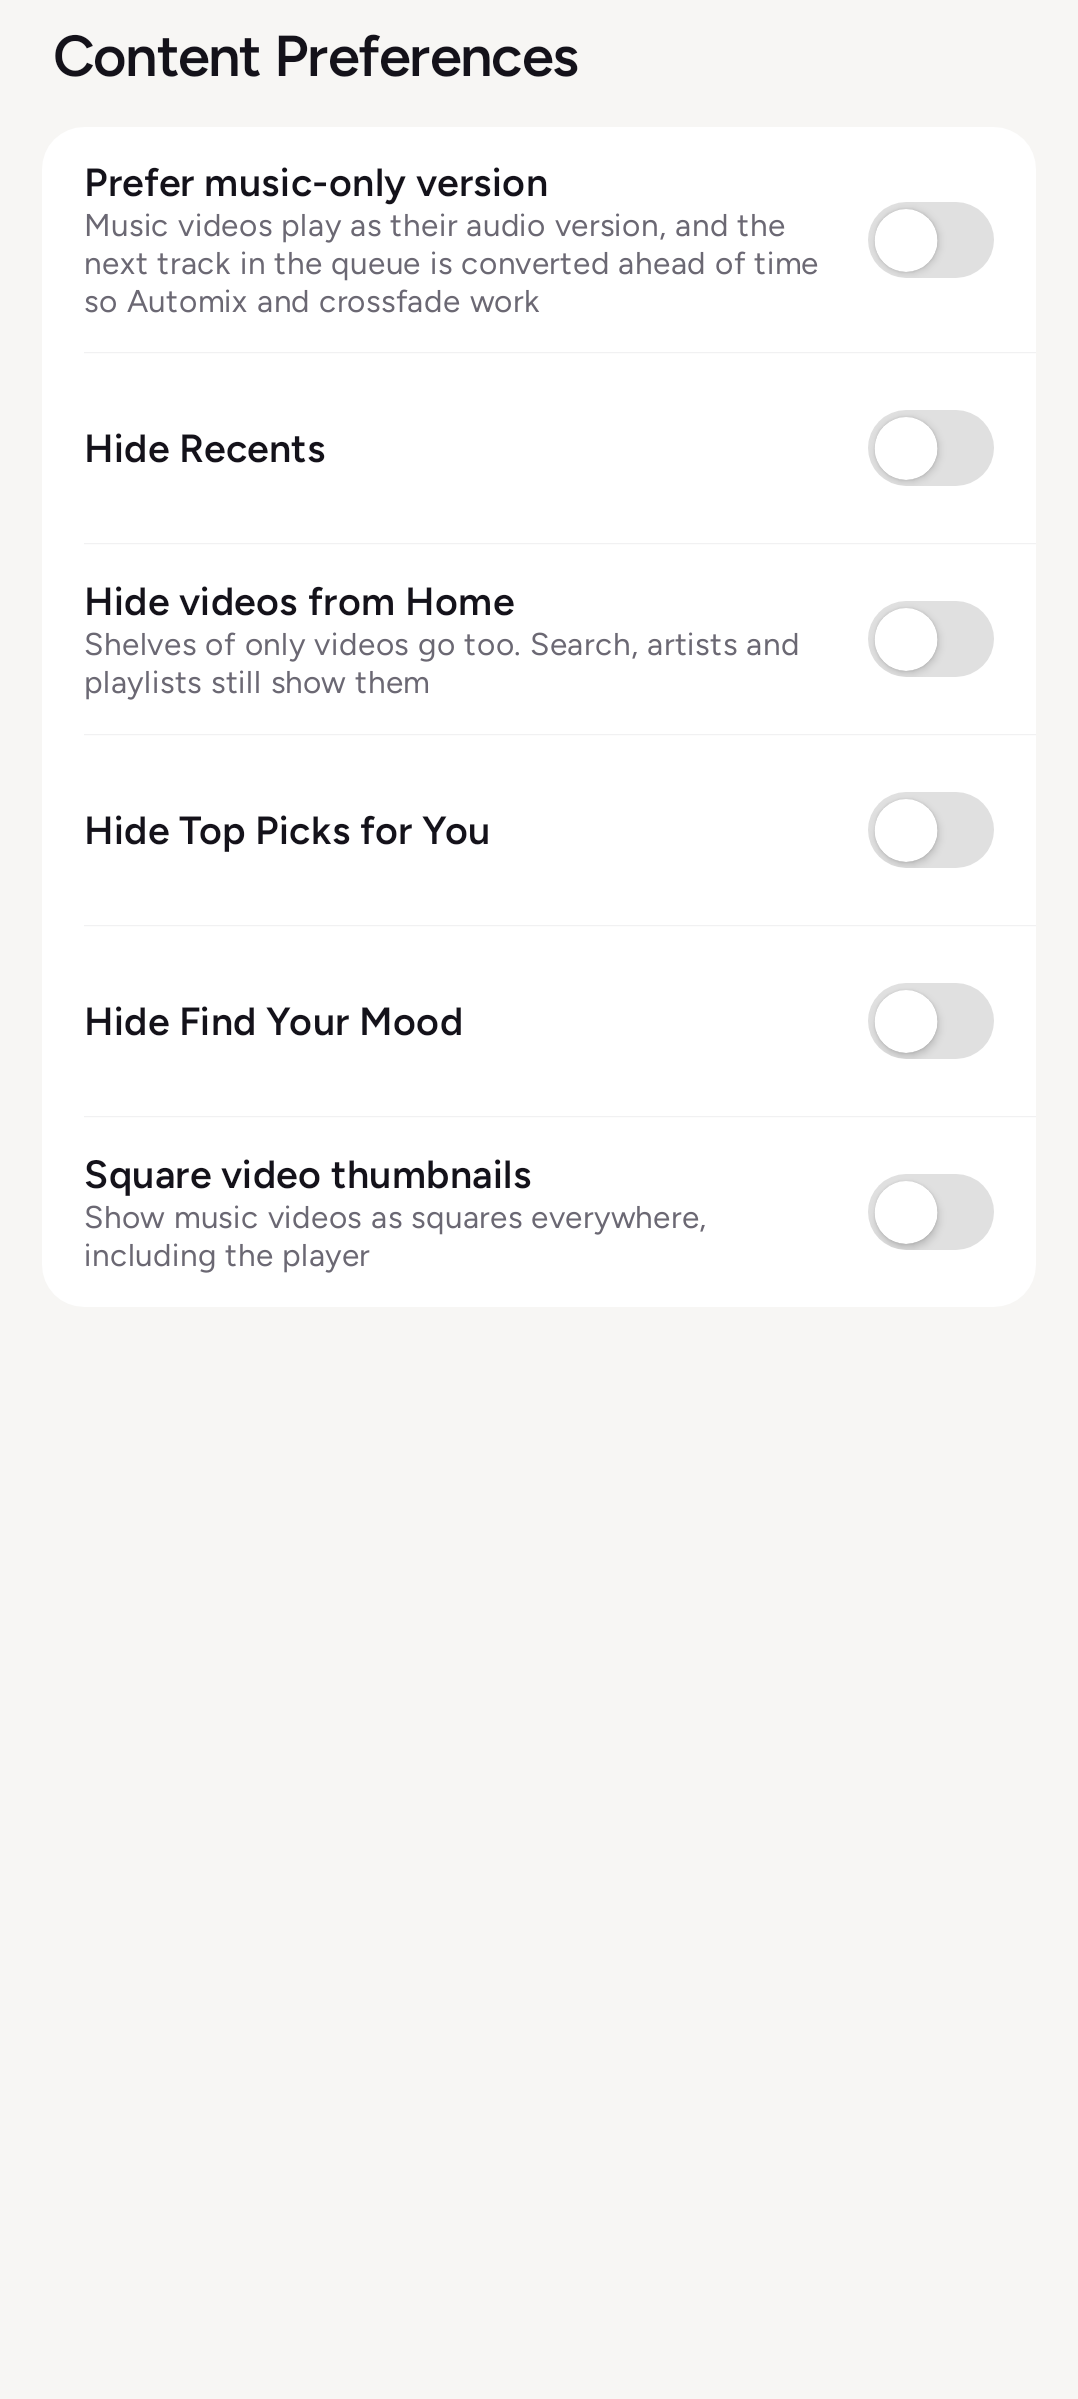 Content Preferences
Prefer music-only version
Music videos play as their audio version, and the
next track in the queue is converted ahead of time
so Automix and crossfade work
Hide Recents
Hide videos from Home
Shelves of only videos go too. Search, artists and
playlists still show them
Hide Top Picks for You
Hide Find Your Mood
Square video thumbnails
Show music videos as squares everywhere,
including the player